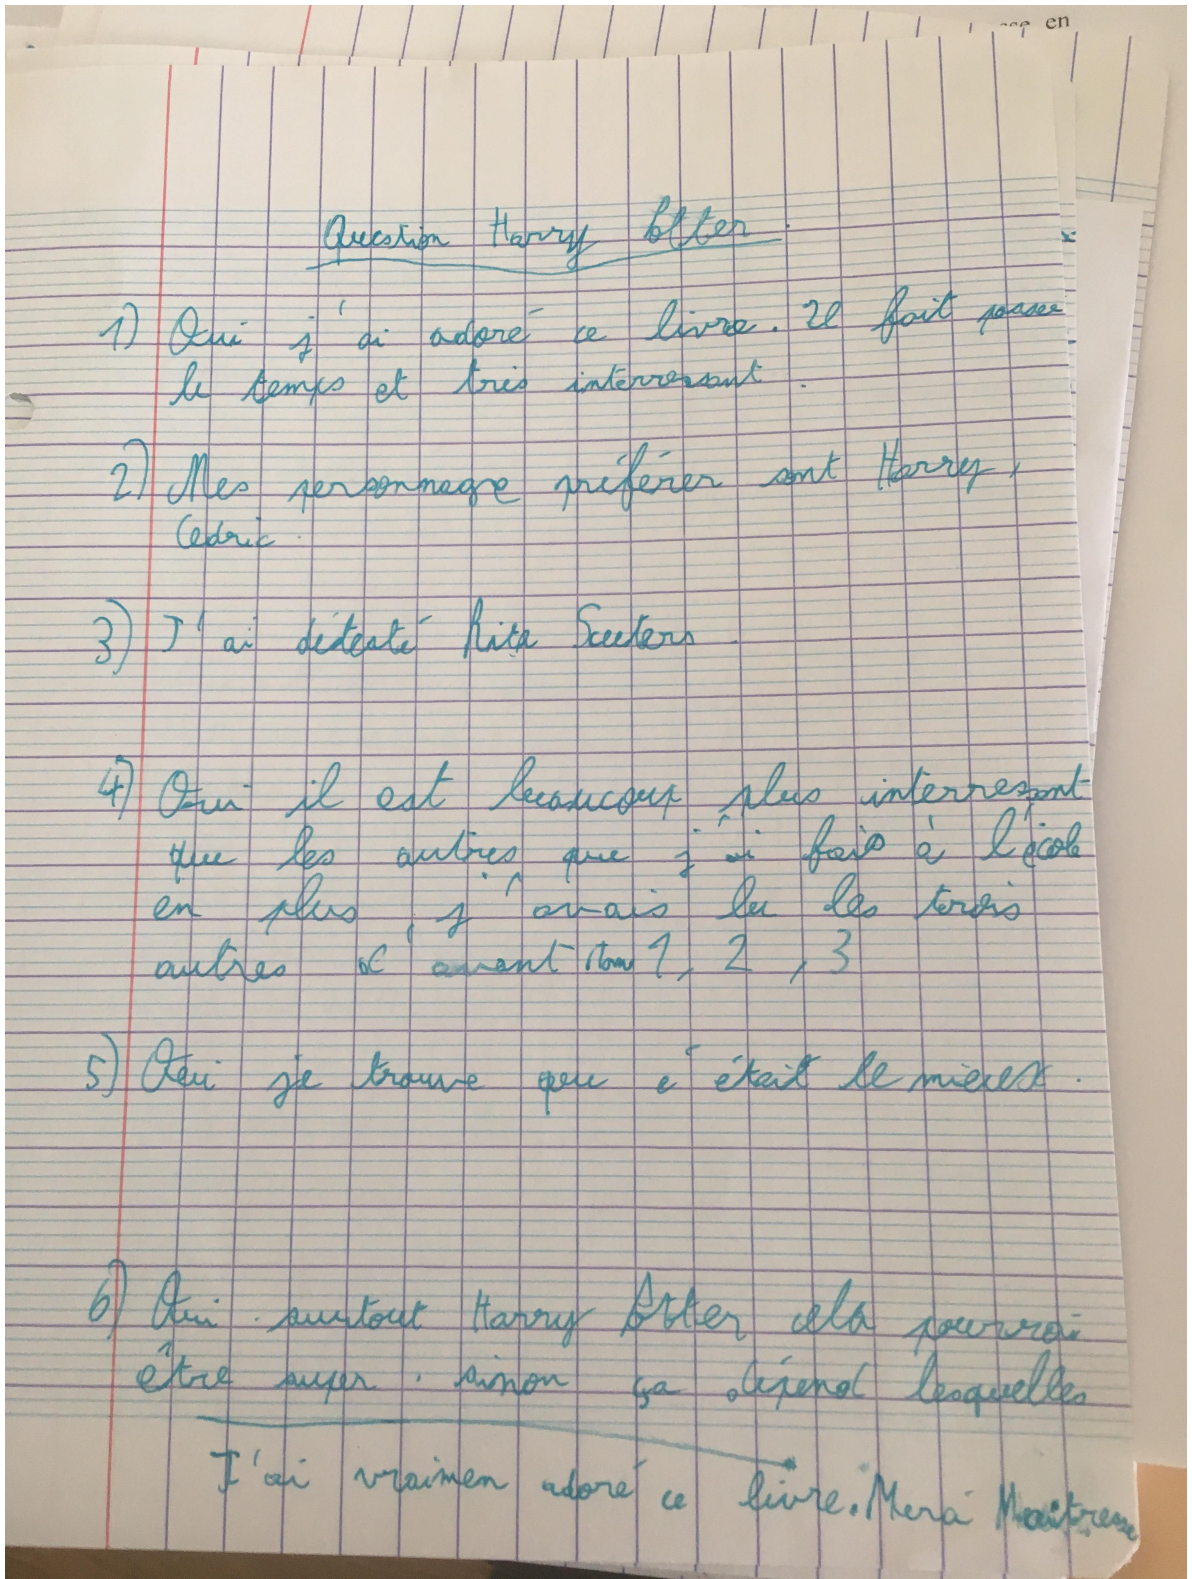 en
Question Harry Potter.
1) Oui j'ai adoré ce livre. Il fait passer
le temps et très interressant.
2) Mes personnage préférer sont Harry,
Cedric.
3) J'ai détesté Rita Sceeters.
4) Oui il est beaucoup plus interressant
que les autres que j'ai fais à l'école
en plus, j'avais lu les trois
autres d'avant tom 1, 2, 3
5) Oui je trouve que c'était le mieux.
6) Oui surtout Harry Potter cela pourroi
être super. sinon ça dépend lesquelles
J'ai vraimen adoré ce livre. Merci Maitresse